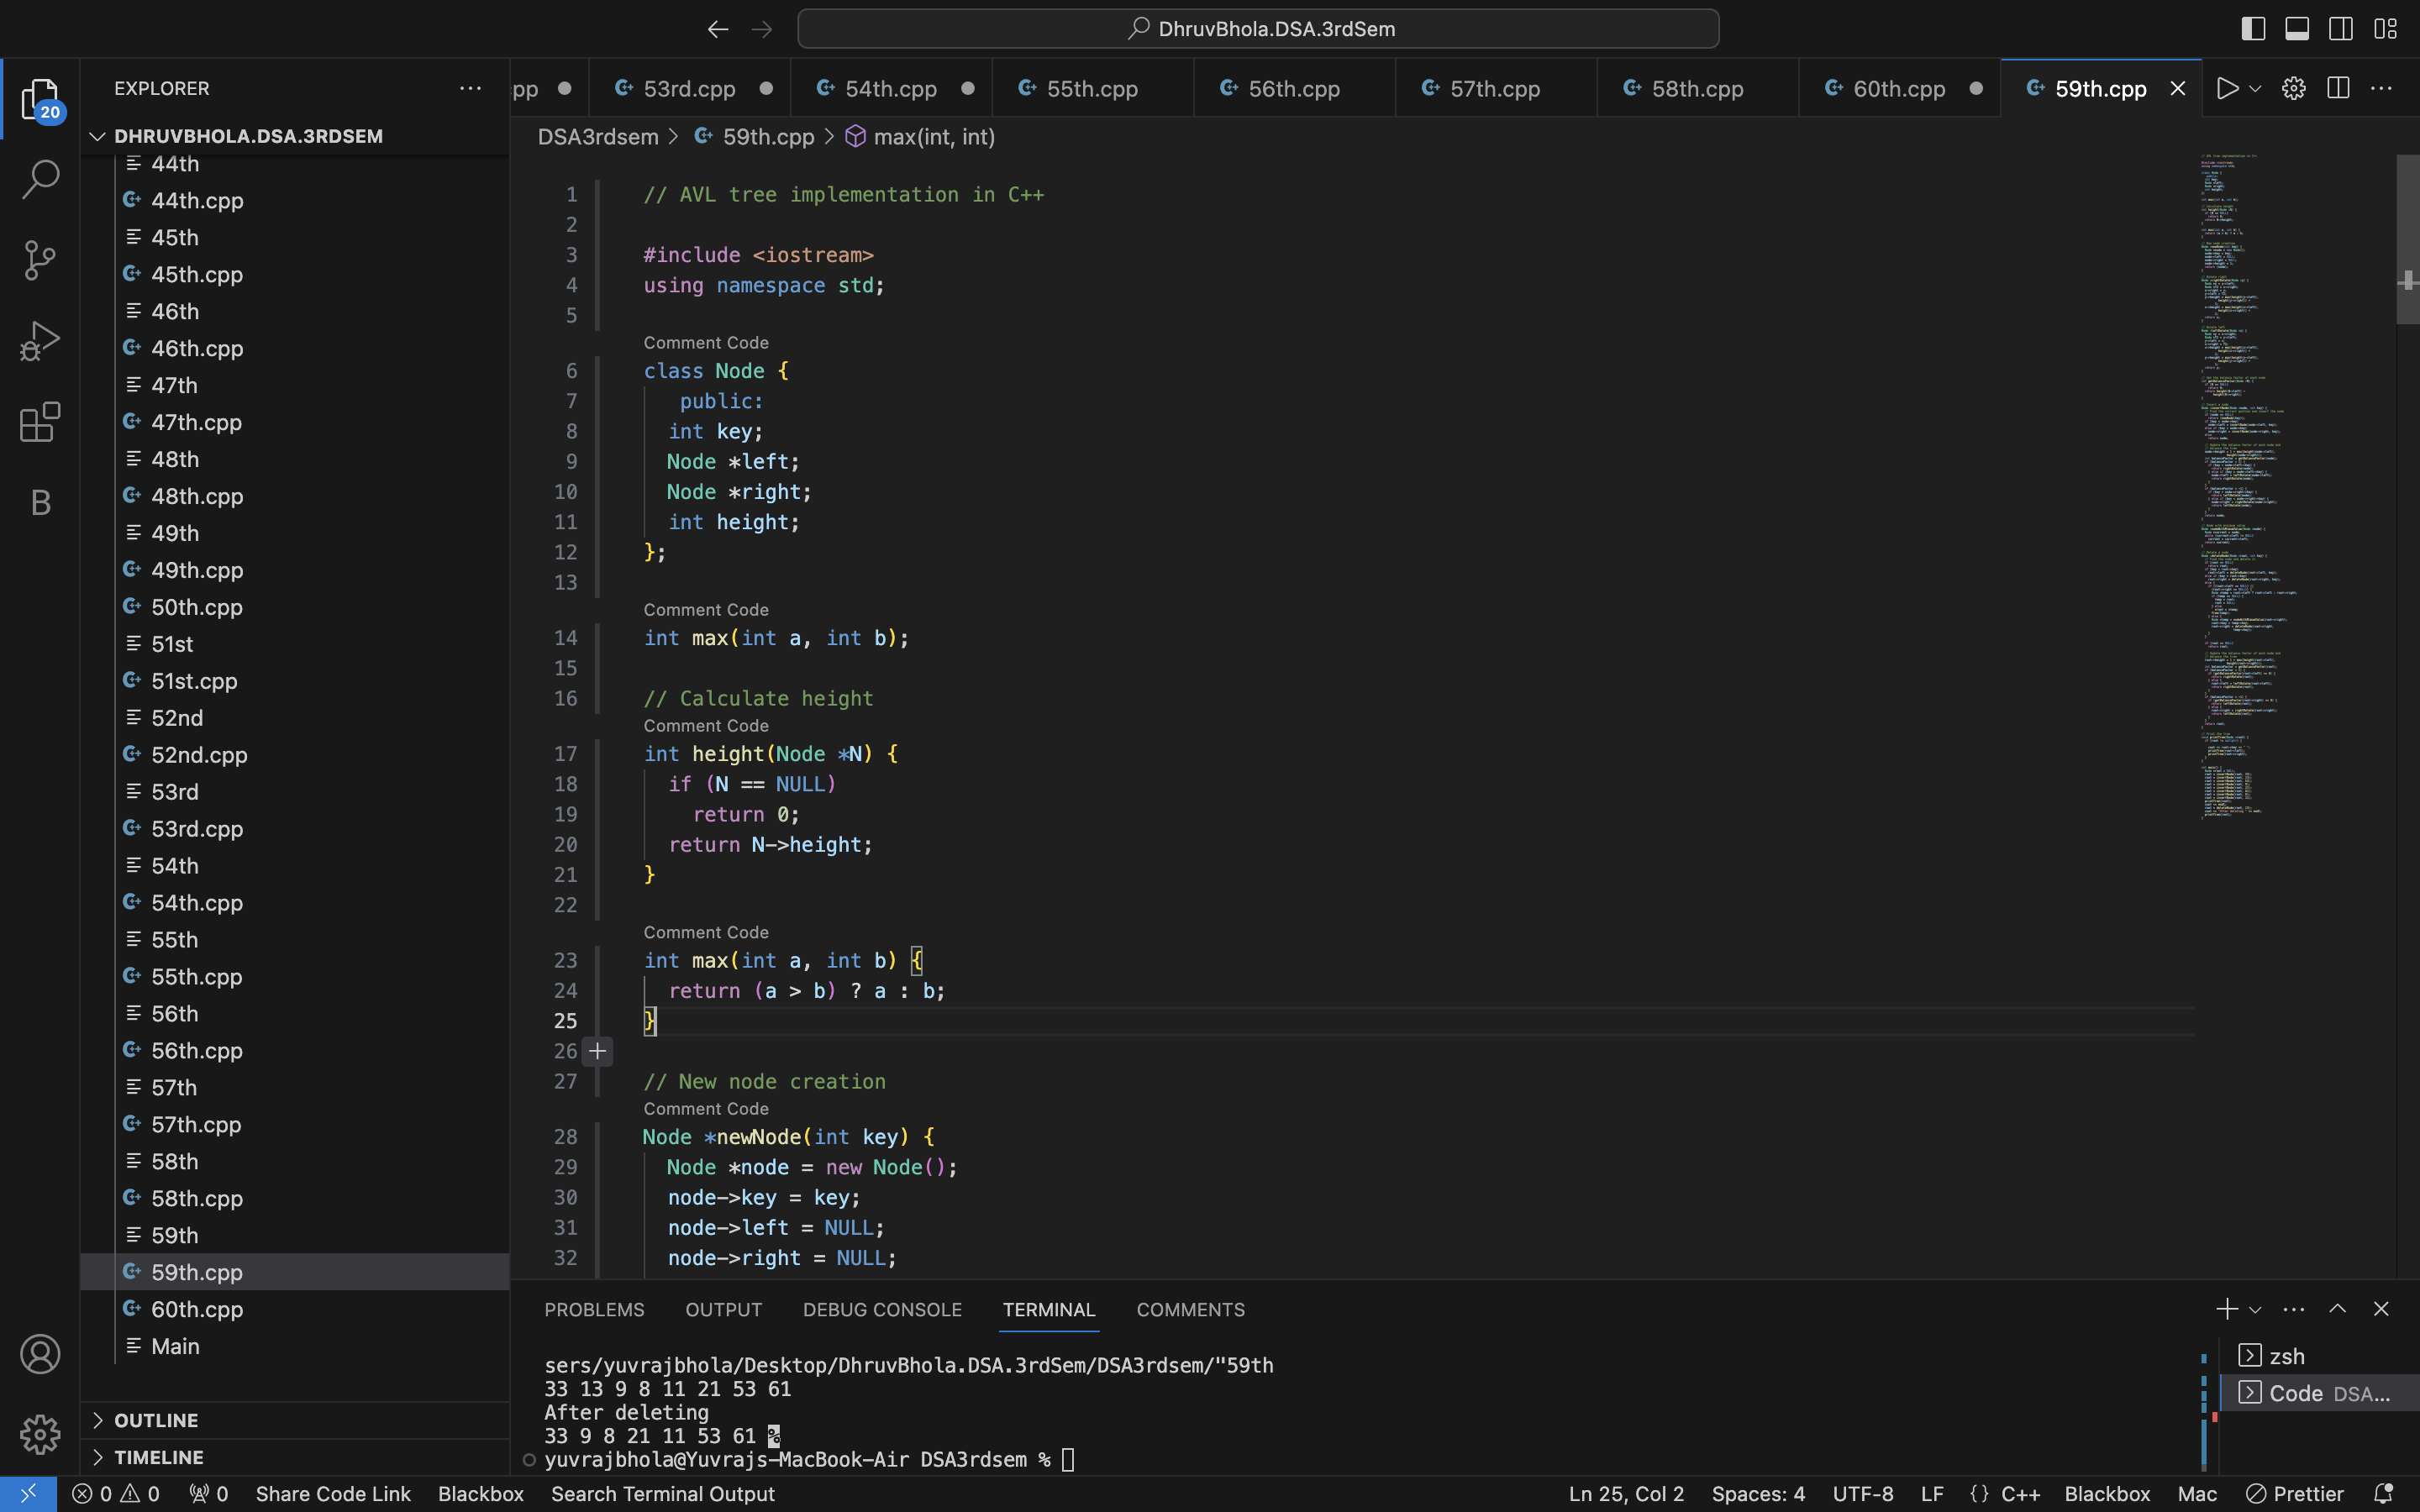 DhruvBhola.DSA.3rdSem
EXPLORER
pp
53rd.cpp
54th.cpp
55th.cpp
56th.cpp
57th.cpp
58th.cpp
60th.cpp
59th.cpp
20
DHRUVBHOLA.DSA.3RDSEM
DSA3rdsem > 59th.cpp > max(int, int)
44th
44th.cpp
45th
45th.cpp
46th
46th.cpp
47th
47th.cpp
48th
48th.cpp
49th
49th.cpp
50th.cpp
51st
51st.cpp
52nd
52nd.cpp
53rd
53rd.cpp
54th
54th.cpp
55th
55th.cpp
56th
56th.cpp
57th
57th.cpp
58th
58th.cpp
59th
59th.cpp
60th.cpp
Main
OUTLINE
TIMELINE
B
1 // AVL tree implementation in C++
2
3 #include <iostream>
4 using namespace std;
5
Comment Code
6 class Node {
7 public:
8 int key;
9 Node *left;
10 Node *right;
11 int height;
12 };
13
Comment Code
14 int max(int a, int b);
15
16 // Calculate height
Comment Code
17 int height(Node *N) {
18 if (N == NULL)
19 return 0;
20 return N->height;
21 }
22
Comment Code
23 int max(int a, int b) {
24 return (a > b) ? a : b;
25 }
26
27 // New node creation
Comment Code
28 Node *newNode(int key) {
29 Node *node = new Node();
30 node->key = key;
31 node->left = NULL;
32 node->right = NULL;
PROBLEMS OUTPUT DEBUG CONSOLE TERMINAL COMMENTS
sers/yuvrajbhola/Desktop/DhruvBhola.DSA.3rdSem/DSA3rdsem/"59th
33 13 9 8 11 21 53 61
After deleting
33 9 8 21 11 53 61 %
yuvrajbhola@Yuvrajs-MacBook-Air DSA3rdsem %
zsh
Code DSA...
0 0 0 Share Code Link Blackbox Search Terminal Output Ln 25, Col 2 Spaces: 4 UTF-8 LF {} C++ Blackbox Mac Prettier